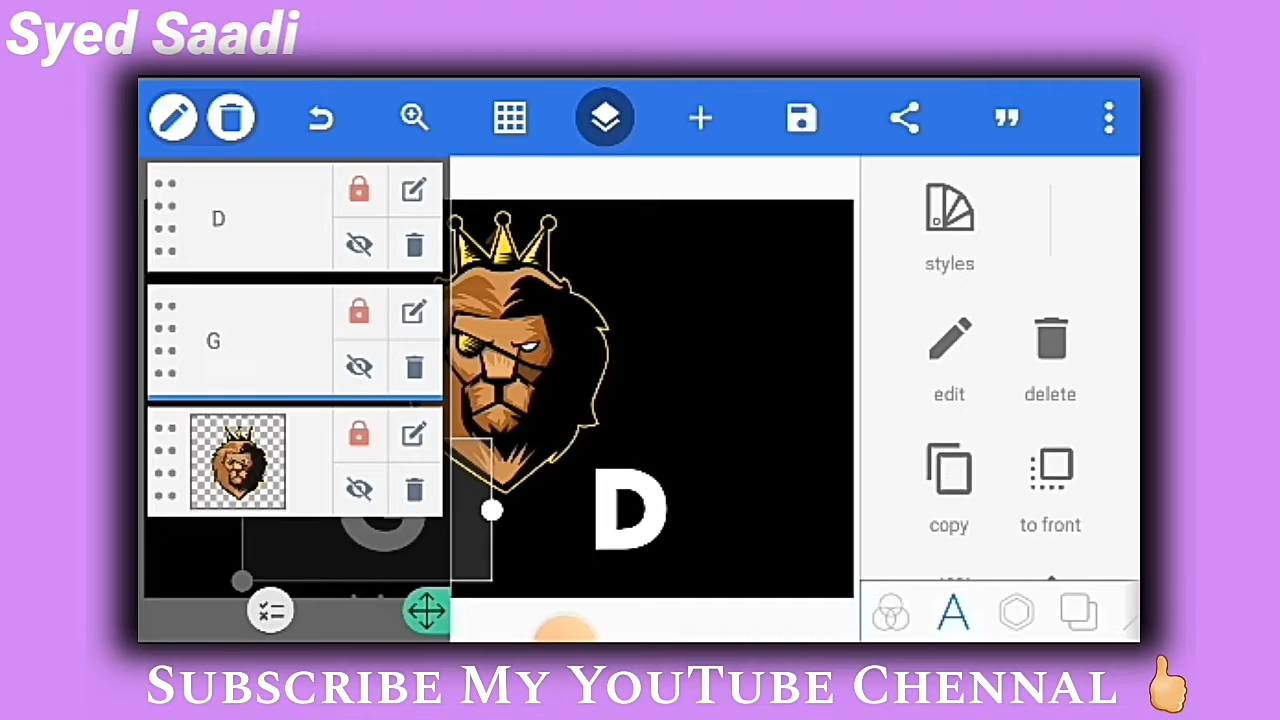 Syed Saadi
D
G
D
G
styles
edit
delete
copy
to front
A
Subscribe My YouTube Chennal 👍